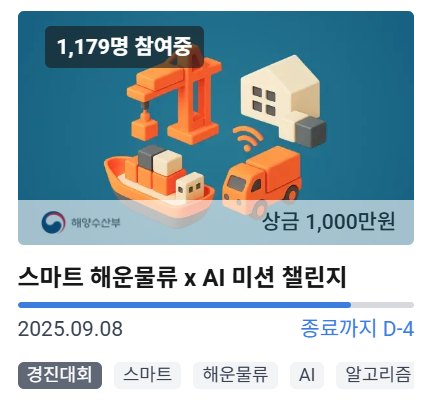 1,179명 참여중
해양수산부
상금 1,000만원
스마트 해운물류 x AI 미션 챌린지
2025.09.08
종료까지 D-4
경진대회
스마트
해운물류
AI
알고리즘